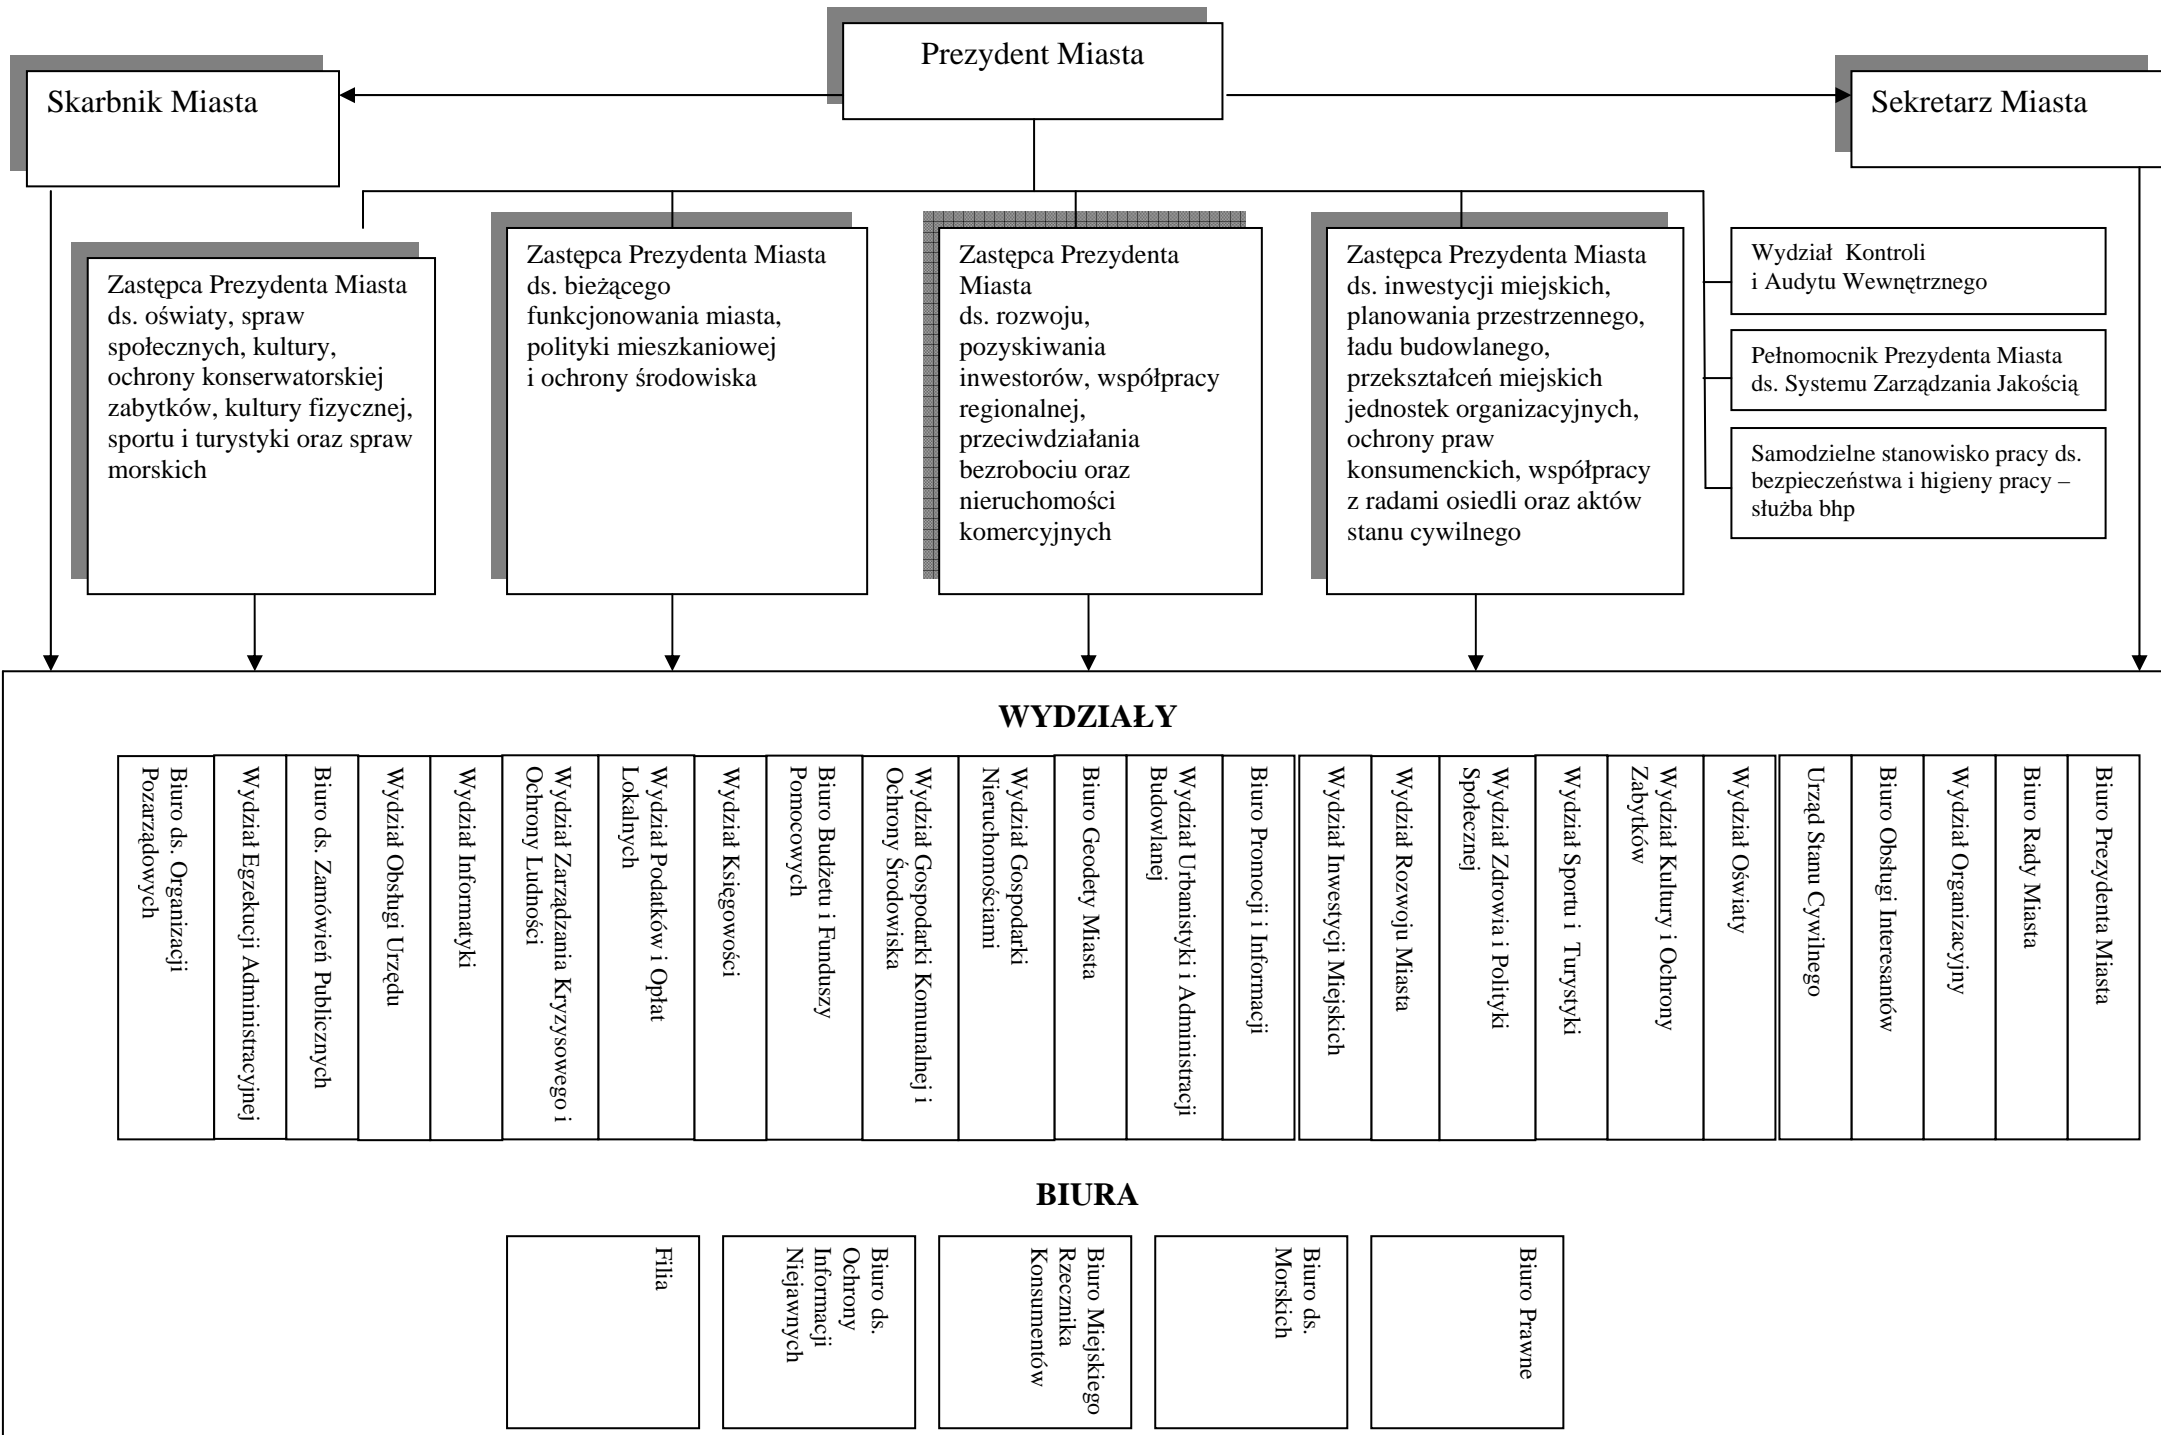 Prezydent Miasta
Skarbnik Miasta
Sekretarz Miasta
Zastępca Prezydenta Miasta
ds. oświaty, spraw
społecznych, kultury,
ochrony konserwatorskiej
zabytków, kultury fizycznej,
sportu i turystyki oraz spraw
morskich
Zastępca Prezydenta Miasta
ds. bieżącego
funkcjonowania miasta,
polityki mieszkaniowej
i ochrony środowiska
Zastępca Prezydenta
Miasta
ds. rozwoju,
pozyskiwania
inwestorów, współpracy
regionalnej,
przeciwdziałania
bezrobociu oraz
nieruchomości
komercyjnych
Zastępca Prezydenta Miasta
ds. inwestycji miejskich,
planowania przestrzennego,
ładu budowlanego,
przekształceń miejskich
jednostek organizacyjnych,
ochrony praw
konsumenckich, współpracy
z radami osiedli oraz aktów
stanu cywilnego
Wydział Kontroli
i Audytu Wewnętrznego
Pełnomocnik Prezydenta Miasta
ds. Systemu Zarządzania Jakością
Samodzielne stanowisko pracy ds.
bezpieczeństwa i higieny pracy –
służba bhp
WYDZIAŁY
Biuro ds. Organizacji
Pozarządowych
Wydział Egzekucji Administracyjnej
Biuro ds. Zamówień Publicznych
Wydział Obsługi Urzędu
Wydział Informatyki
Wydział Zarządzania Kryzysowego i
Ochrony Ludności
Wydział Podatków i Opłat
Lokalnych
Wydział Księgowości
Biuro Budżetu i Funduszy
Pomocowych
Wydział Gospodarki Komunalnej i
Ochrony Środowiska
Wydział Gospodarki
Nieruchomościami
Biuro Geodety Miasta
Wydział Urbanistyki i Administracji
Budowlanej
Biuro Promocji i Informacji
Wydział Inwestycji Miejskich
Wydział Rozwoju Miasta
Wydział Zdrowia i Polityki
Społecznej
Wydział Sportu i Turystyki
Wydział Kultury i Ochrony
Zabytków
Wydział Oświaty
Urząd Stanu Cywilnego
Biuro Obsługi Interesantów
Wydział Organizacyjny
Biuro Rady Miasta
Biuro Prezydenta Miasta
BIURA
Filia
Biuro ds.
Ochrony
Informacji
Niejawnych
Biuro Miejskiego
Rzecznika
Konsumentów
Biuro ds.
Morskich
Biuro Prawne